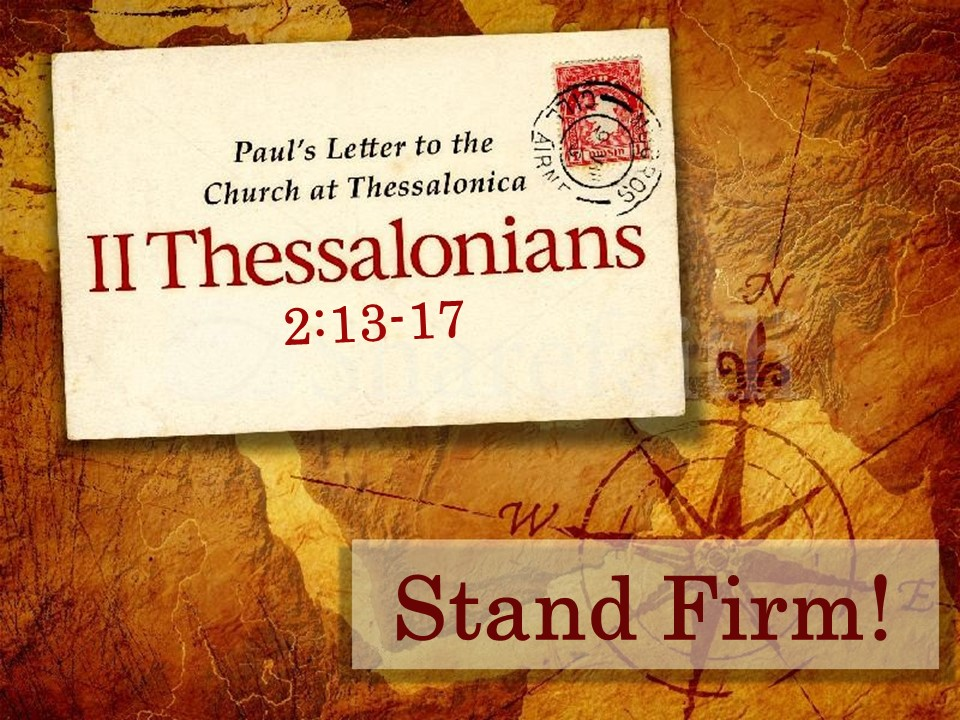 Paul's Letter to the
Church at Thessalonica
II Thessalonians
2:13-17
N
W
E
Stand Firm!